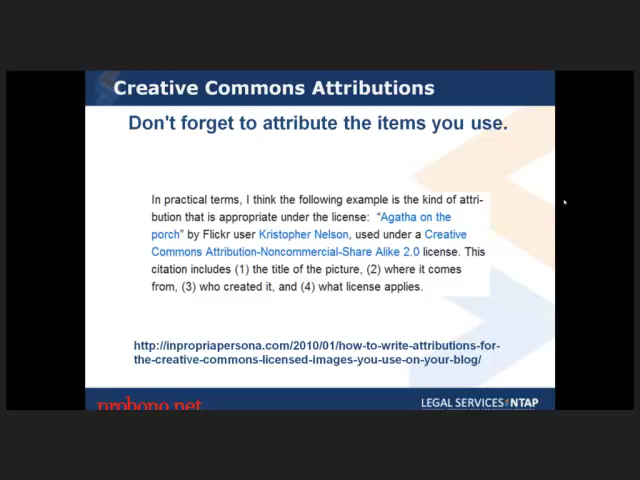 Creative Commons Attributions
Don't forget to attribute the items you use.
In practical terms, I think the following example is the kind of attri-
bution that is appropriate under the license: “Agatha on the
porch” by Flickr user Kristopher Nelson, used under a Creative
Commons Attribution-Noncommercial-Share Alike 2.0 license. This
citation includes (1) the title of the picture, (2) where it comes
from, (3) who created it, and (4) what license applies.
http://inpropriapersona.com/2010/01/how-to-write-attributions-for-
the-creative-commons-licensed-images-you-use-on-your-blog/
probono.net
LEGAL SERVICES NTAP